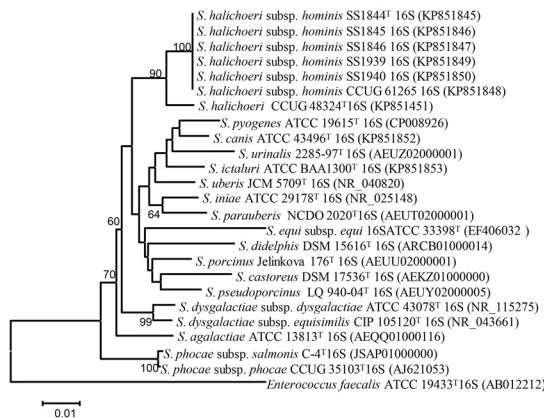 S. halichoeri subsp. hominis SS1844ᵀ 16S (KP851845)
S. halichoeri subsp. hominis SS1845 16S (KP851846)
S. halichoeri subsp. hominis SS1846 16S (KP851847)
100
S. halichoeri subsp. hominis SS1939 16S (KP851849)
S. halichoeri subsp. hominis SS1940 16S (KP851850)
90
S. halichoeri subsp. hominis CCUG 61265 16S (KP851848)
S. halichoeri CCUG 48324ᵀ16S (KP851451)
S. pyogenes ATCC 19615ᵀ 16S (CP008926)
S. canis ATCC 43496ᵀ 16S (KP851852)
S. urinalis 2285-97ᵀ 16S (AEUZ02000001)
S. ictaluri ATCC BAA1300ᵀ 16S (KP851853)
S. uberis JCM 5709ᵀ 16S (NR_040820)
S. iniae ATCC 29178ᵀ 16S (NR_025148)
64
S. parauberis NCDO 2020ᵀ16S (AEUT02000001)
60
S. equi subsp. equi 16SATCC 33398ᵀ (EF406032 )
S. didelphis DSM 15616ᵀ 16S (ARCB01000014)
S. porcinus Jelinkova 176ᵀ 16S (AEUU02000001)
70
S. castoreus DSM 17536ᵀ 16S (AEKZ01000000)
S. pseudoporcinus LQ 940-04ᵀ 16S (AEUY02000005)
S. dysgalactiae subsp. dysgalactiae ATCC 43078ᵀ 16S (NR_115275)
99
S. dysgalactiae subsp. equisimilis CIP 105120ᵀ 16S (NR_043661)
S. agalactiae ATCC 13813ᵀ 16S (AEQQ01000116)
S. phocae subsp. salmonis C-4ᵀ16S (JSAP01000000)
100
S. phocae subsp. phocae CCUG 35103ᵀ16S (AJ621053)
Enterococcus faecalis ATCC 19433ᵀ16S (AB012212)
0.01